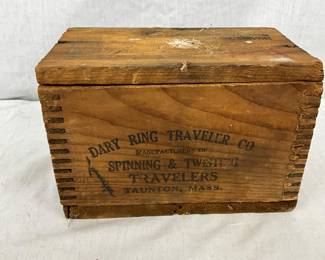 DARY RING TRAVELER CO
MANUFACTURERS OF
SPINNING & TWISTING
TRAVELERS
TAUNTON, MASS.